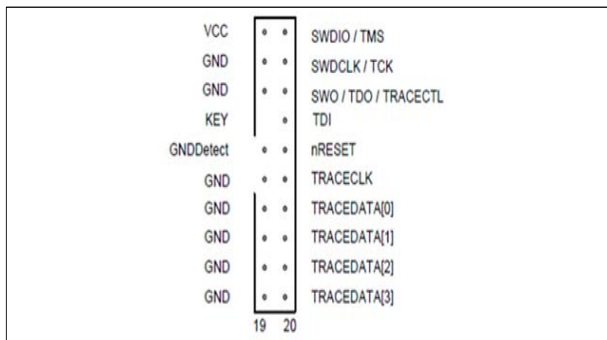 VCC SWDIO / TMS
GND SWDCLK / TCK
GND SWO / TDO / TRACECTL
KEY TDI
GNDDetect nRESET
GND TRACECLK
GND TRACEDATA[0]
GND TRACEDATA[1]
GND TRACEDATA[2]
GND TRACEDATA[3]
19 20